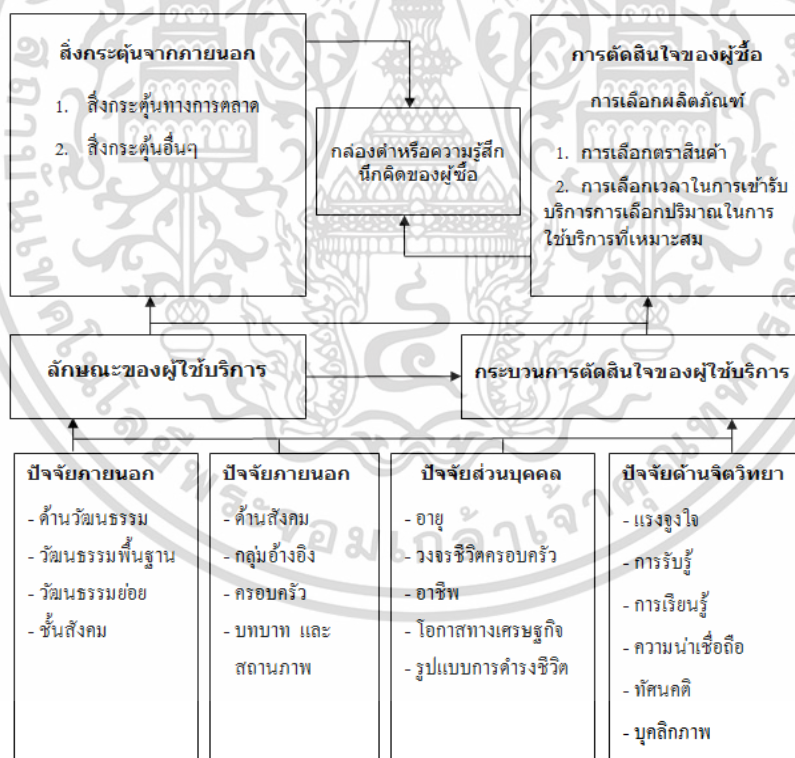 สิ่งกระตุ้นจากภายนอก
1. สิ่งกระตุ้นทางการตลาด
2. สิ่งกระตุ้นอื่นๆ
กล่องดำหรือความรู้สึก
นึกคิดของผู้ซื้อ
การตัดสินใจของผู้ซื้อ
การเลือกผลิตภัณฑ์
1. การเลือกตราสินค้า
2. การเลือกเวลาในการเข้ารับ
บริการการเลือกปริมาณในการ
ใช้บริการที่เหมาะสม
ลักษณะของผู้ใช้บริการ
กระบวนการตัดสินใจของผู้ใช้บริการ
ปัจจัยภายนอก
- ด้านวัฒนธรรม
- วัฒนธรรมพื้นฐาน
- วัฒนธรรมย่อย
- ชั้นสังคม
ปัจจัยภายนอก
- ด้านสังคม
- กลุ่มอ้างอิง
- ครอบครัว
- บทบาท และ
สถานภาพ
ปัจจัยส่วนบุคคล
- อายุ
- วงจรชีวิตครอบครัว
- อาชีพ
- โอกาสทางเศรษฐกิจ
- รูปแบบการดำรงชีวิต
ปัจจัยด้านจิตวิทยา
- แรงจูงใจ
- การรับรู้
- การเรียนรู้
- ความน่าเชื่อถือ
- ทัศนคติ
- บุคลิกภาพ